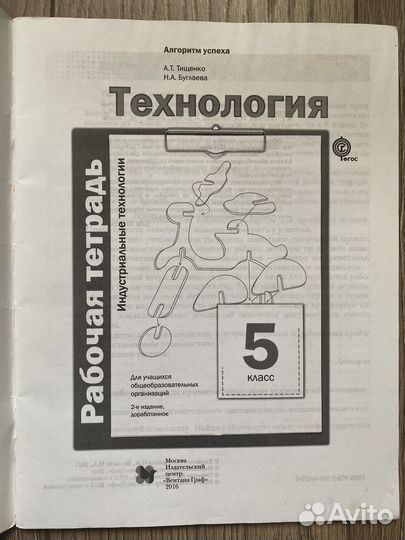 Алгоритм успеха
А.Т. Тищенко
Н.А. Буглаева
Технология
ФГОС
Рабочая тетрадь
Индустриальные технологии
5
класс
Для учащихся
общеобразовательных
организаций
2-е издание,
доработанное
Москва
Издательский
центр
«Вентана-Граф»
2016
Avito